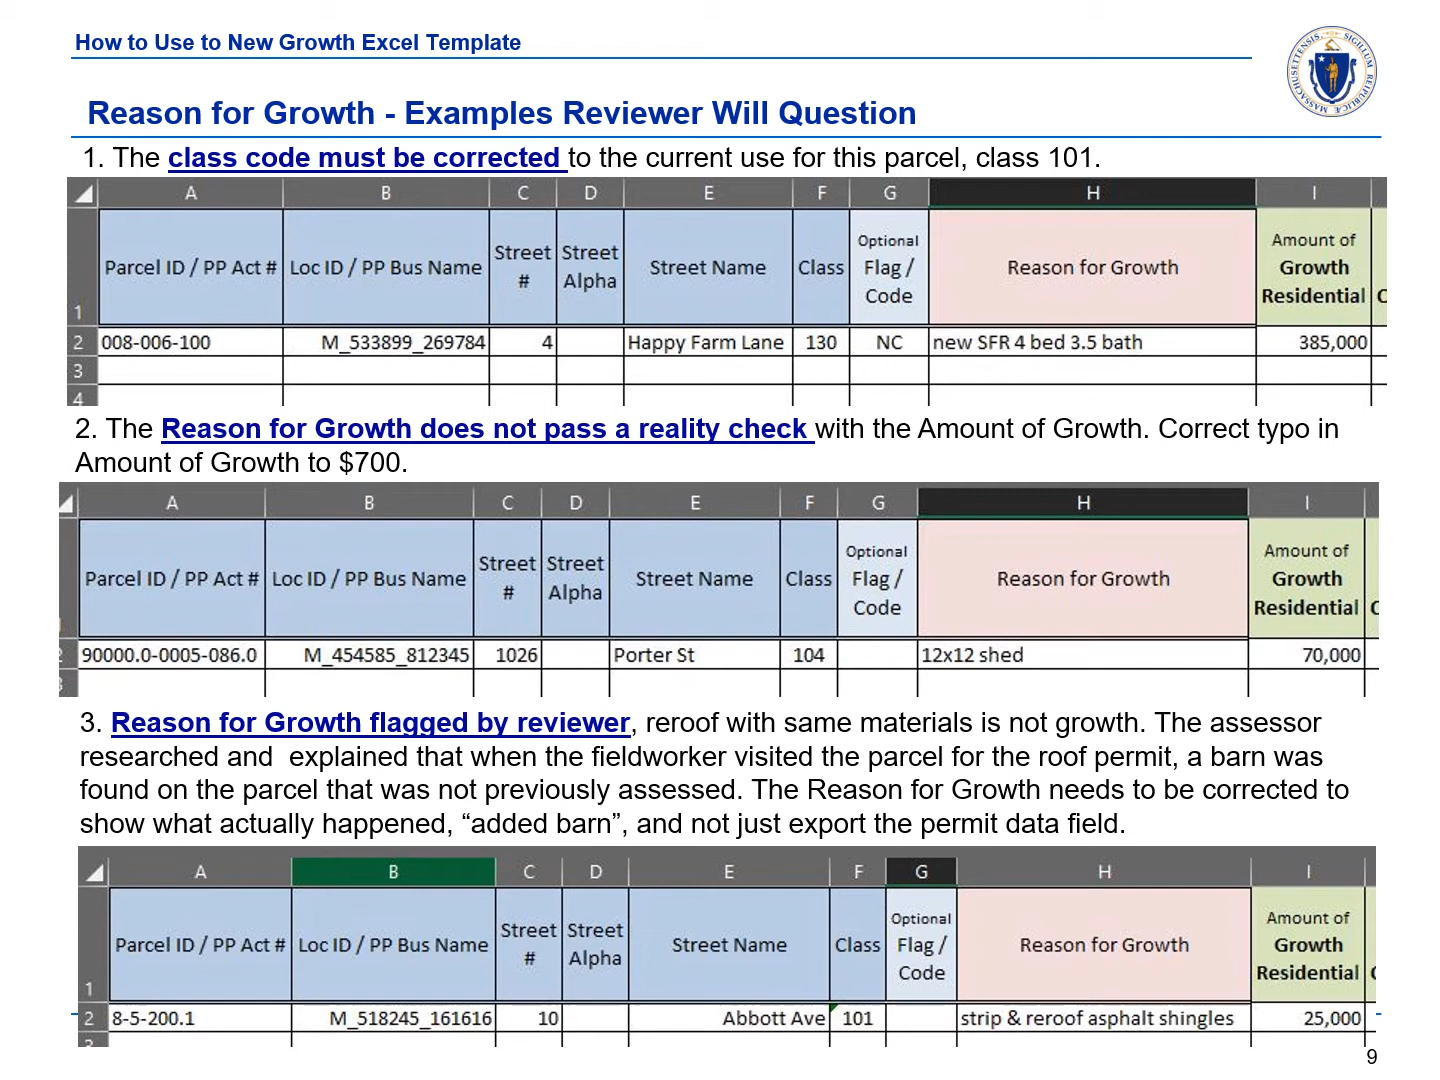 How to Use to New Growth Excel Template
MASSACHUSETTENSIS. SIGILLUM REIPUBLICÆ
Reason for Growth - Examples Reviewer Will Question
1. The class code must be corrected to the current use for this parcel, class 101.
A B C D E F G H I
1 Parcel ID / PP Act # Loc ID / PP Bus Name Street # Street Alpha Street Name Class Optional Flag / Code Reason for Growth Amount of Growth Residential
2 008-006-100 M_533899_269784 4 Happy Farm Lane 130 NC new SFR 4 bed 3.5 bath 385,000
3
4
2. The Reason for Growth does not pass a reality check with the Amount of Growth. Correct typo in
Amount of Growth to $700.
A B C D E F G H I
Parcel ID / PP Act # Loc ID / PP Bus Name Street # Street Alpha Street Name Class Optional Flag / Code Reason for Growth Amount of Growth Residential
90000.0-0005-086.0 M_454585_812345 1026 Porter St 104 12x12 shed 70,000
3. Reason for Growth flagged by reviewer, reroof with same materials is not growth. The assessor
researched and explained that when the fieldworker visited the parcel for the roof permit, a barn was
found on the parcel that was not previously assessed. The Reason for Growth needs to be corrected to
show what actually happened, “added barn”, and not just export the permit data field.
A B C D E F G H I
1 Parcel ID / PP Act # Loc ID / PP Bus Name Street # Street Alpha Street Name Class Optional Flag / Code Reason for Growth Amount of Growth Residential
2 8-5-200.1 M_518245_161616 10 Abbott Ave 101 strip & reroof asphalt shingles 25,000
9